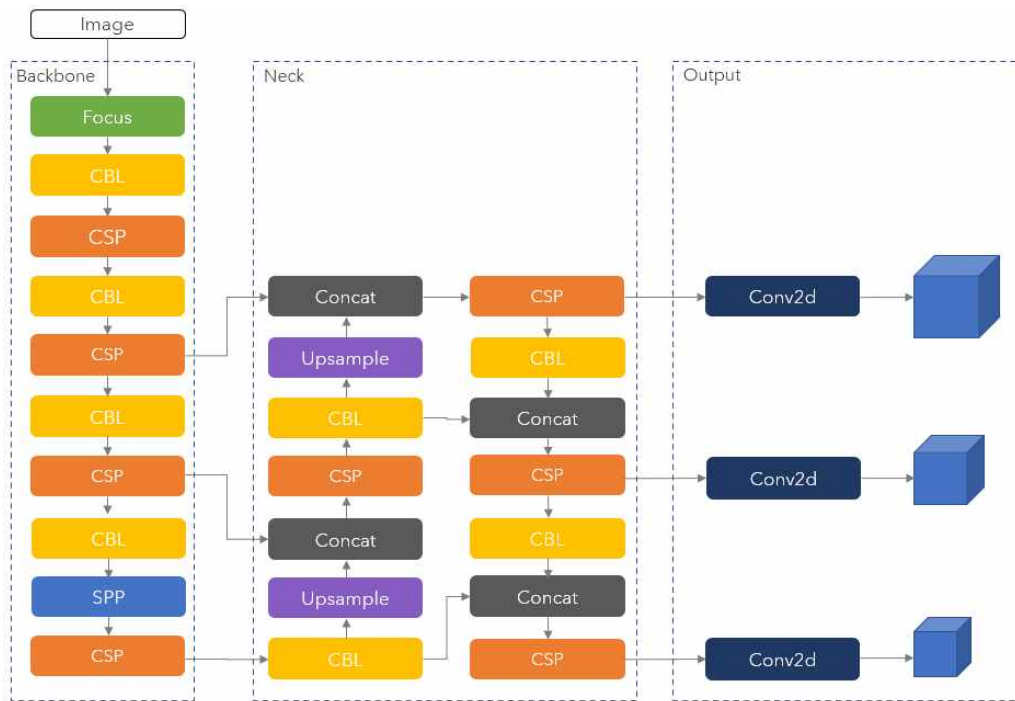 Image
Backbone
Focus
CBL
CSP
CBL
CSP
CBL
CSP
CBL
SPP
CSP
Neck
Concat
Upsample
CBL
CSP
Concat
Upsample
CBL
CSP
CBL
Concat
CSP
CBL
Concat
CSP
Output
Conv2d
Conv2d
Conv2d